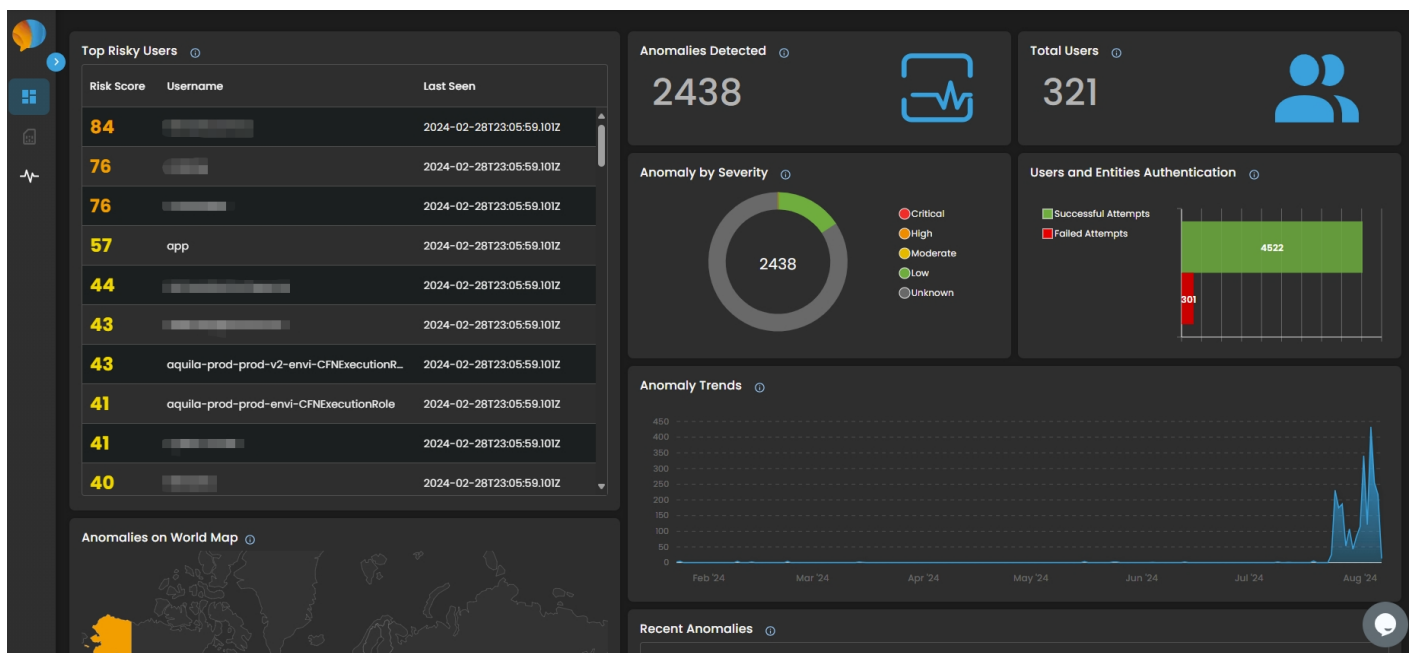 Top Risky Users
Risk Score Username Last Seen
84 2024-02-28T23:05:59.101Z
76 2024-02-28T23:05:59.101Z
76 2024-02-28T23:05:59.101Z
57 app 2024-02-28T23:05:59.101Z
44 2024-02-28T23:05:59.101Z
43 2024-02-28T23:05:59.101Z
43 aquila-prod-prod-v2-envi-CFNExecutionR... 2024-02-28T23:05:59.101Z
41 aquila-prod-prod-envi-CFNExecutionRole 2024-02-28T23:05:59.101Z
41 2024-02-28T23:05:59.101Z
40 2024-02-28T23:05:59.101Z
Anomalies on World Map
Anomalies Detected
2438
Total Users
321
Anomaly by Severity
2438
Critical
High
Moderate
Low
Unknown
Users and Entities Authentication
Successful Attempts
Failed Attempts
4522
301
Anomaly Trends
450
400
350
300
250
200
150
100
50
0
Feb '24 Mar '24 Apr '24 May '24 Jun '24 Jul '24 Aug '24
Recent Anomalies